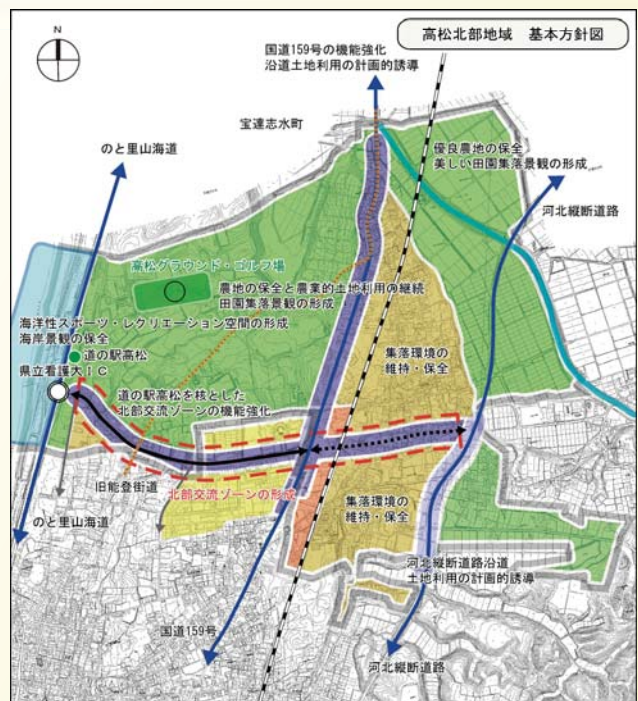 高松北部地域　基本方針図
N
国道159号の機能強化
沿道土地利用の計画的誘導
宝達志水町
のと里山海道
優良農地の保全
美しい田園集落景観の形成
河北縦断道路
高松グラウンド・ゴルフ場
農地の保全と農業的土地利用の継続
田園集落景観の形成
海洋性スポーツ・レクリエーション空間の形成
海岸景観の保全
道の駅高松
県立看護大IC
集落環境の
維持・保全
道の駅高松を核とした
北部交流ゾーンの機能強化
旧能登街道
北部交流ゾーンの形成
集落環境の
維持・保全
のと里山海道
河北縦断道路沿道
土地利用の計画的誘導
国道159号
河北縦断道路